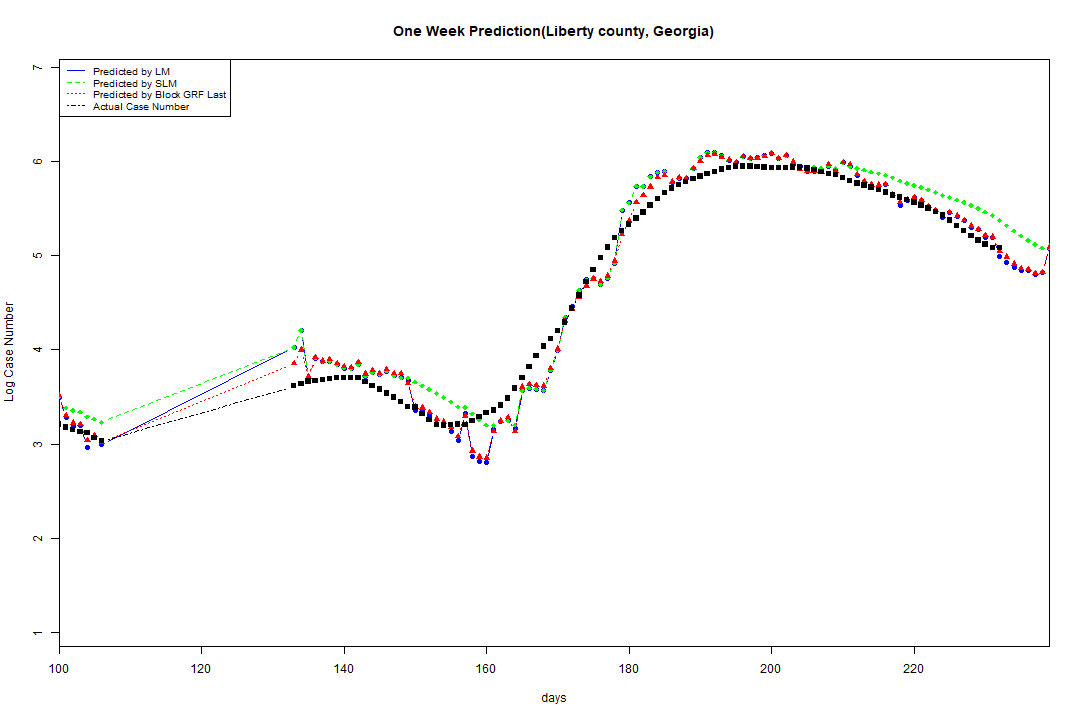 One Week Prediction(Liberty county, Georgia)
Predicted by LM
Predicted by SLM
Predicted by Block GRF Last
Actual Case Number
7
6
5
4
3
2
1
Log Case Number
100 120 140 160 180 200 220
days